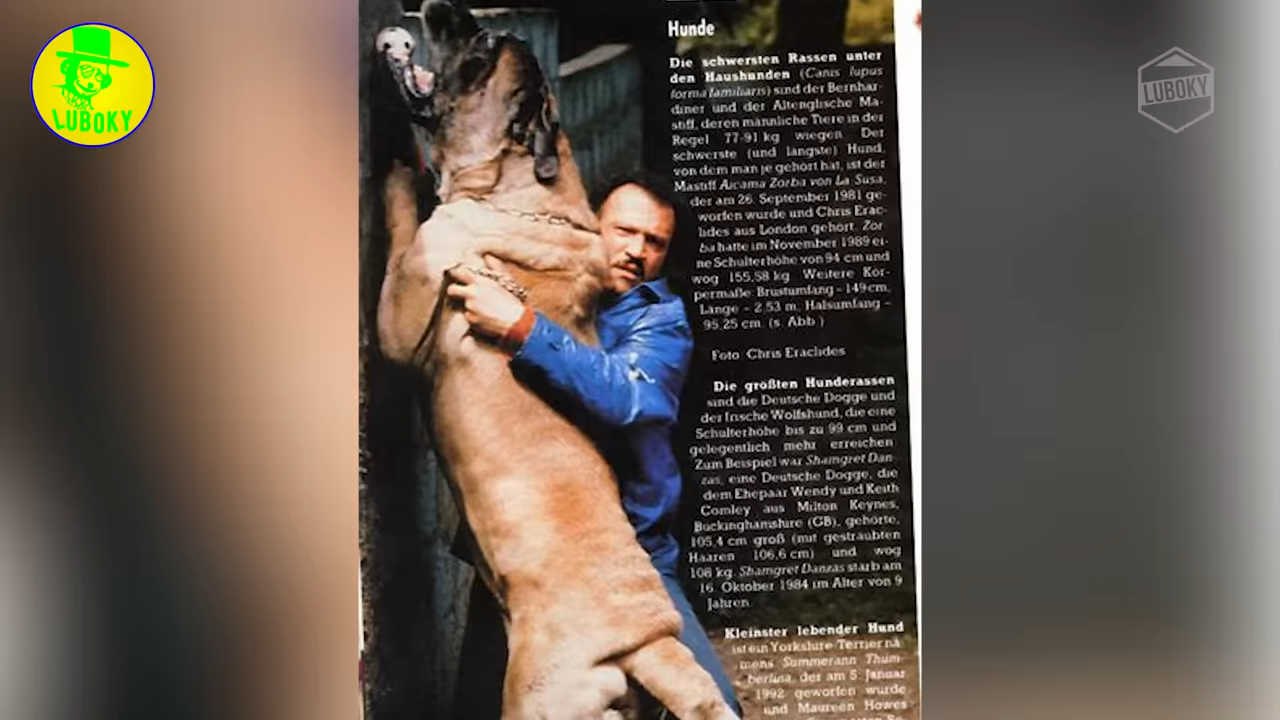 LUBOKY
LUBOKY
Hunde
Die schwersten Rassen unter
den Haushunden (Canis lupus
forma familiaris) sind der Bernhar-
diner und der Altenglische Ma-
stiff, deren männliche Tiere in der
Regel 77-91 kg wiegen. Der
schwerste (und längste) Hund,
von dem man je gehört hat, ist der
Mastiff Aicama Zorba von La-Susa,
der am 26. September 1981 ge-
worfen wurde und Chris Erac-
lides aus London gehört. Zor-
ba hatte im November 1989 ei-
ne Schulterhöhe von 94 cm und
wog 155,58 kg. Weitere Kör-
permaße: Brustumfang - 149 cm,
Länge - 2,53 m, Halsumfang -
95,25 cm. (s. Abb.)
Foto: Chris Eraclides
Die größten Hunderassen
sind die Deutsche Dogge und
der Irische Wolfshund, die eine
Schulterhöhe bis zu 99 cm und
gelegentlich mehr erreichen.
Zum Beispiel war Shamgret Dan-
zas, eine Deutsche Dogge, die
dem Ehepaar Wendy und Keith
Comley aus Milton Keynes,
Buckinghamshire (GB), gehörte,
105,4 cm groß (mit gesträubten
Haaren 106,6 cm) und wog
108 kg. Shamgret Danzas starb am
16. Oktober 1984 im Alter von 9
Jahren.
Kleinster lebender Hund
ist ein Yorkshire-Terrier na-
mens Summerann Thum-
berlina, der am 5. Januar
1992 geworfen wurde
und Maureen Howes